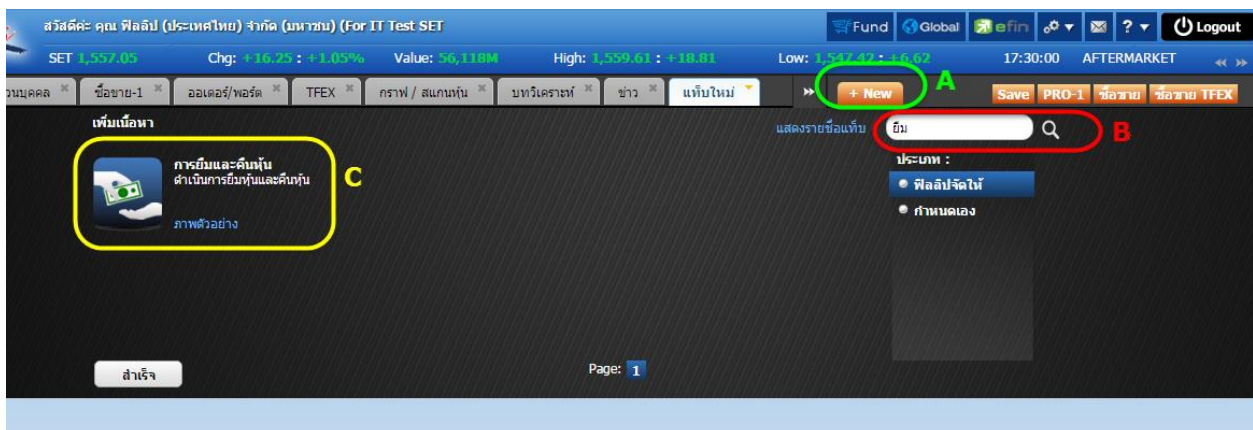 สวัสดีค่ะ คุณ ฟิลลิป (ประเทศไทย) จำกัด (มหาชน) (For IT Test SET Fund Global efin ? Logout
SET 1,557.05 Chg: +16.25 : +1.05% Value: 56,118M High: 1,559.61 : +18.81 Low: 1,547.42 : +6.62 17:30:00 AFTERMARKET
วนบุคคล ซื้อขาย-1 ออเดอร์/พอร์ต TFEX กราฟ / สแกนหุ้น บทวิเคราะห์ ข่าว แท็บใหม่ + New A Save PRO-1 ซื้อขาย ซื้อขาย TFEX
เพิ่มเนื้อหา แสดงรายชื่อแท็บ ยืม B
การยืมและคืนหุ้น ประเภท :
ดำเนินการยืมหุ้นและคืนหุ้น C ฟิลลิปจัดให้
ภาพตัวอย่าง กำหนดเอง
สำเร็จ Page: 1